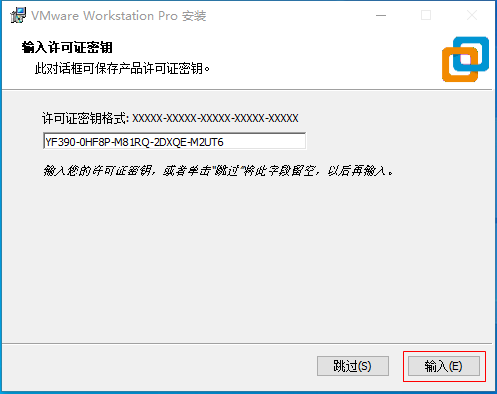 VMware Workstation Pro 安装
输入许可证密钥
此对话框可保存产品许可证密钥。
许可证密钥格式: XXXXX-XXXXX-XXXXX-XXXXX-XXXXX
YF390-0HF8P-M81RQ-2DXQE-M2UT6
输入您的许可证密钥，或者单击"跳过"将此字段留空，以后再输入。
跳过(S)
输入(E)